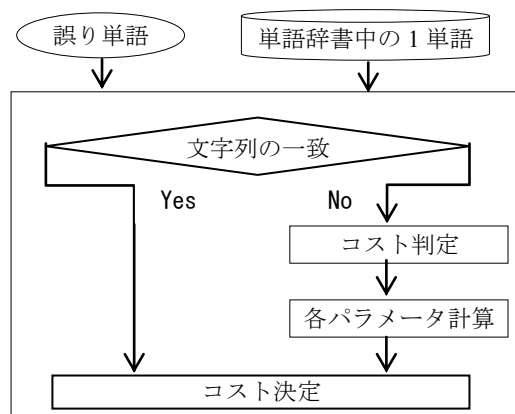 誤り単語
単語辞書中の 1 単語
文字列の一致
Yes
No
コスト判定
各パラメータ計算
コスト決定